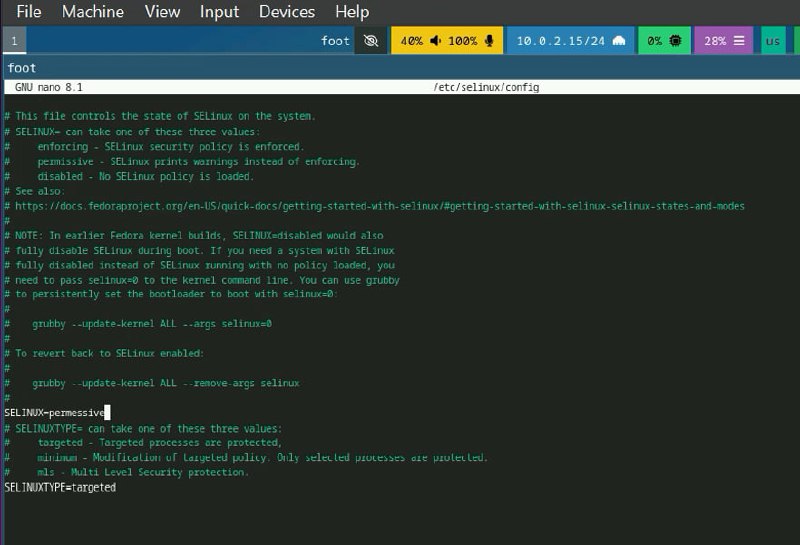 File Machine View Input Devices Help
1 foot 40% 100% 10.0.2.15/24 0% 28% us
foot
GNU nano 8.1 /etc/selinux/config
# This file controls the state of SELinux on the system.
# SELINUX= can take one of these three values:
#     enforcing - SELinux security policy is enforced.
#     permissive - SELinux prints warnings instead of enforcing.
#     disabled - No SELinux policy is loaded.
# See also:
# https://docs.fedoraproject.org/en-US/quick-docs/getting-started-with-selinux/#getting-started-with-selinux-selinux-states-and-modes
#
# NOTE: In earlier Fedora kernel builds, SELINUX=disabled would also
# fully disable SELinux during boot. If you need a system with SELinux
# fully disabled instead of SELinux running with no policy loaded, you
# need to pass selinux=0 to the kernel command line. You can use grubby
# to persistently set the bootloader to boot with selinux=0:
#
#    grubby --update-kernel ALL --args selinux=0
#
# To revert back to SELinux enabled:
#
#    grubby --update-kernel ALL --remove-args selinux
#
SELINUX=permessive
# SELINUXTYPE= can take one of these three values:
#     targeted - Targeted processes are protected,
#     minimum - Modification of targeted policy. Only selected processes are protected.
#     mls - Multi Level Security protection.
SELINUXTYPE=targeted